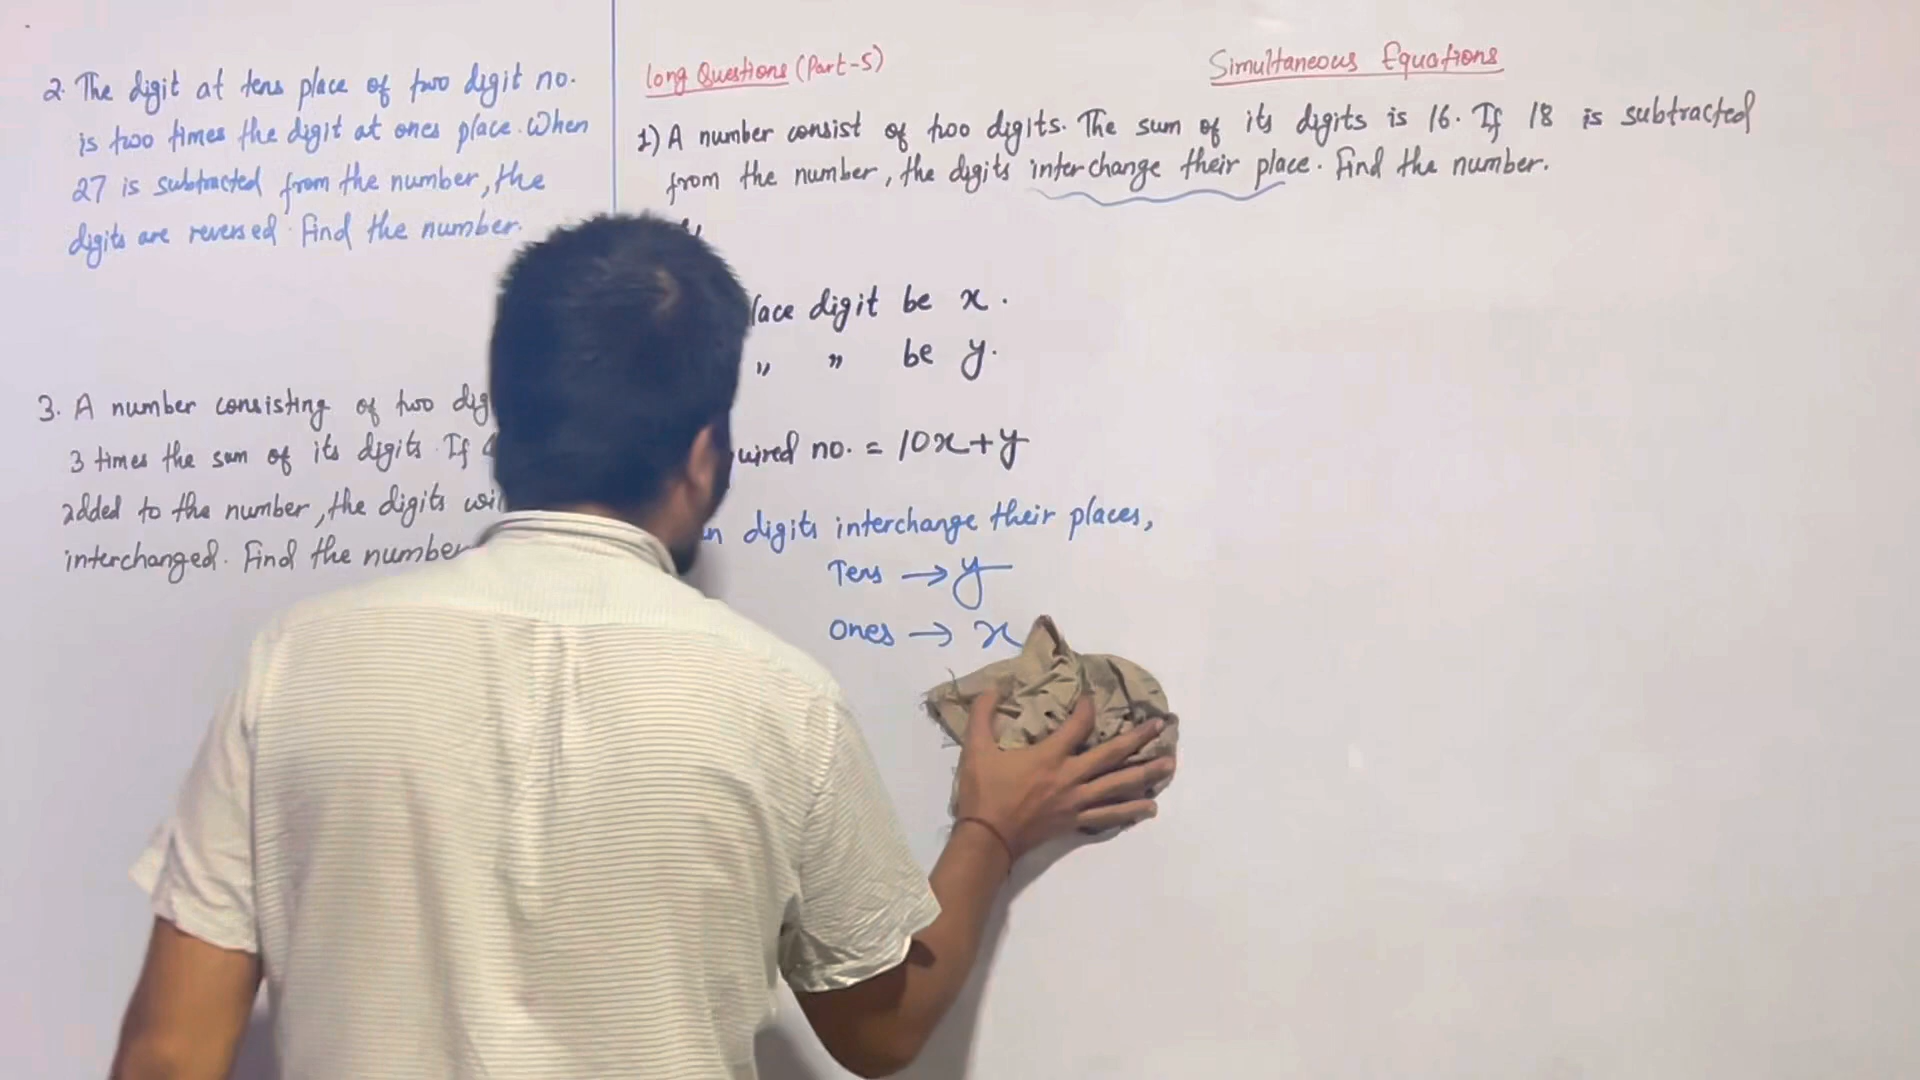 2. The digit at tens place of two digit no.
is two times the digit at ones place. When
27 is subtracted from the number, the
digits are reversed. Find the number.
3. A number consisting of two dig
3 times the sum of its digits. If
added to the number, the digits
interchanged. Find the number
Long Questions (Part-5)
Simultaneous Equations
1) A number consist of two digits. The sum of its digits is 16. If 18 is subtracted
from the number, the digits interchange their place. Find the number.
lace digit be x.
" " be y.
uired no. = 10x+y
n digits interchange their places,
Tens → y
Ones → x